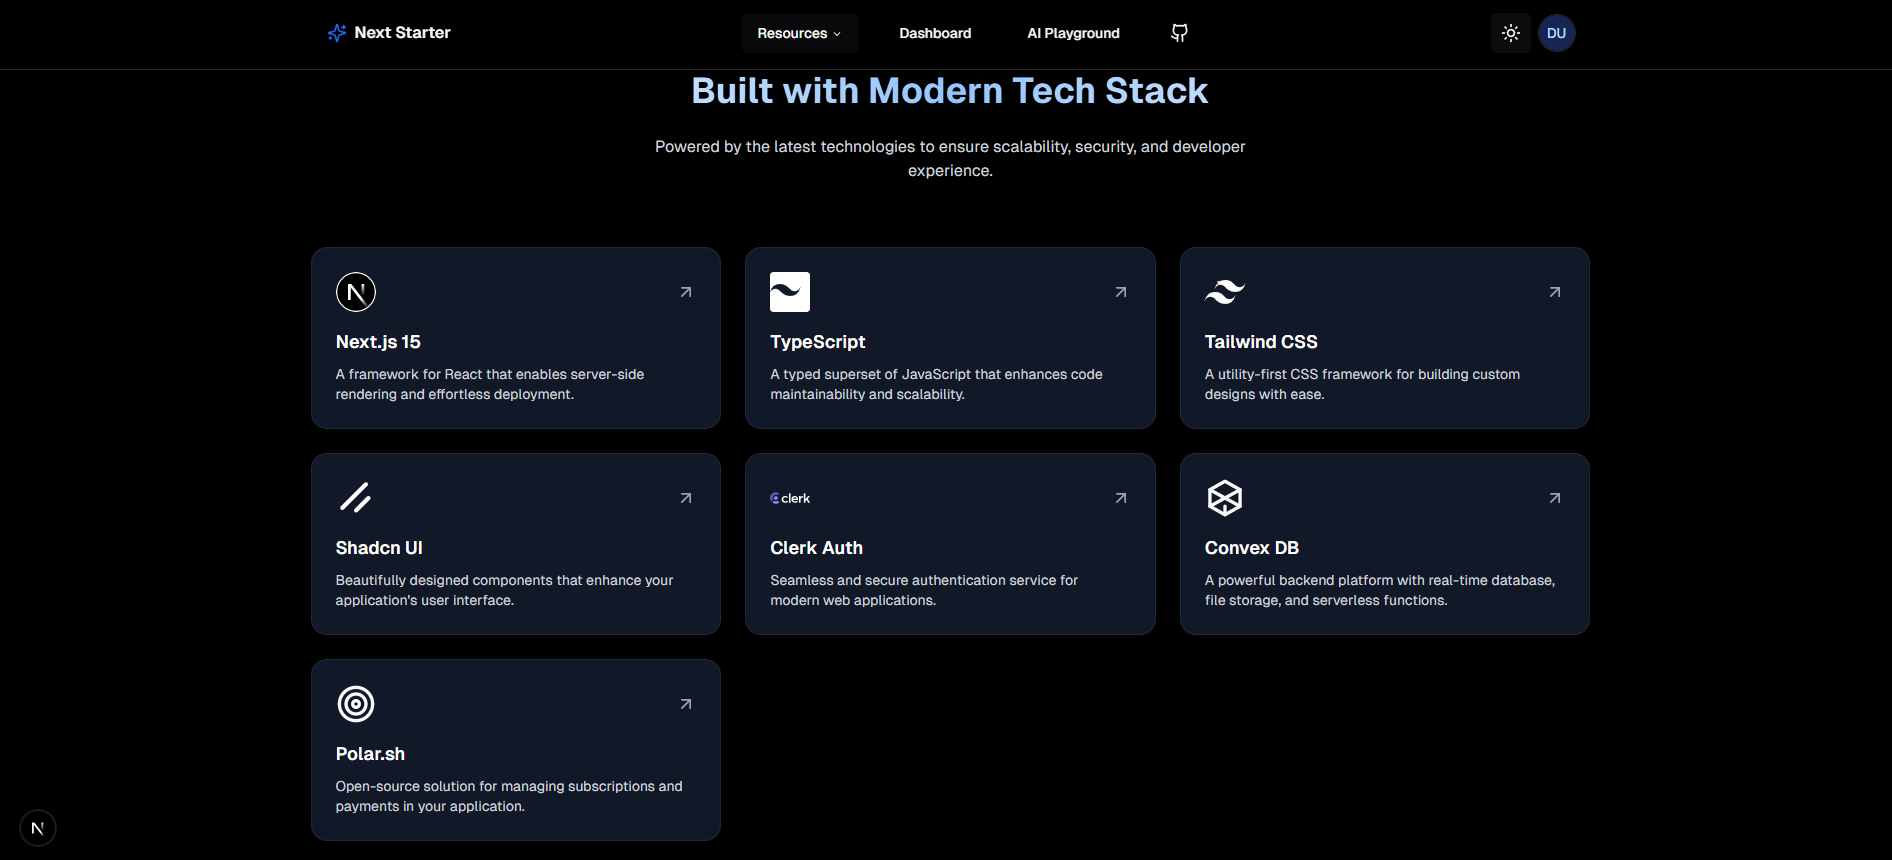 Next Starter
Resources
Dashboard
AI Playground
DU
Built with Modern Tech Stack
Powered by the latest technologies to ensure scalability, security, and developer
experience.
Next.js 15
A framework for React that enables server-side
rendering and effortless deployment.
TypeScript
A typed superset of JavaScript that enhances code
maintainability and scalability.
Tailwind CSS
A utility-first CSS framework for building custom
designs with ease.
Shadcn UI
Beautifully designed components that enhance your
application's user interface.
clerk
Clerk Auth
Seamless and secure authentication service for
modern web applications.
Convex DB
A powerful backend platform with real-time database,
file storage, and serverless functions.
Polar.sh
Open-source solution for managing subscriptions and
payments in your application.